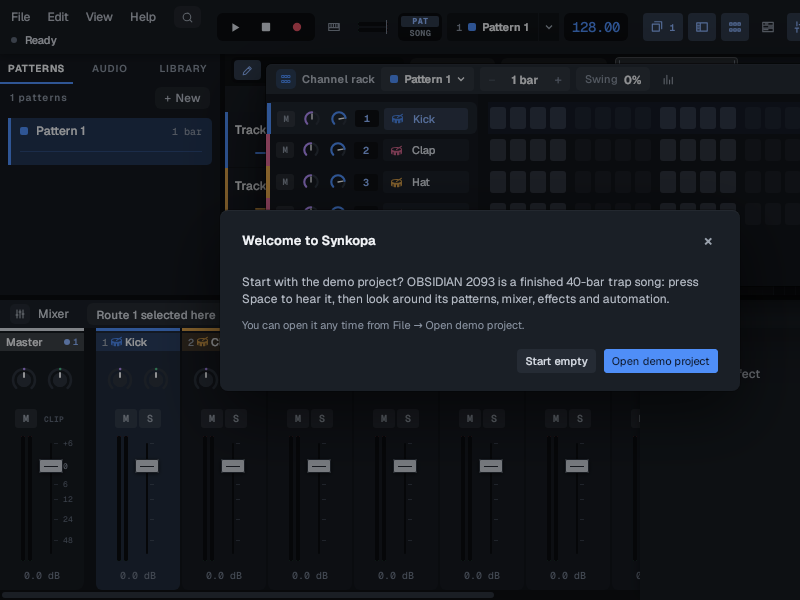 File Edit View Help
Ready
PAT
SONG
1 Pattern 1
128.00
1
PATTERNS AUDIO LIBRARY
1 patterns
+ New
Pattern 1 1 bar
Channel rack Pattern 1 − 1 bar + Swing 0%
Track
M 1 Kick
M 2 Clap
Track
M 3 Hat
Welcome to Synkopa ×
Start with the demo project? OBSIDIAN 2093 is a finished 40-bar trap song: press
Space to hear it, then look around its patterns, mixer, effects and automation.
You can open it any time from File → Open demo project.
Start empty Open demo project
Mixer Route 1 selected here
Master 1 1 Kick 2 C
M CLIP M S M S M S M S M S M S
+6
0
6
12
24
48
0.0 dB 0.0 dB 0.0 dB 0.0 dB 0.0 dB 0.0 dB 0.0 dB